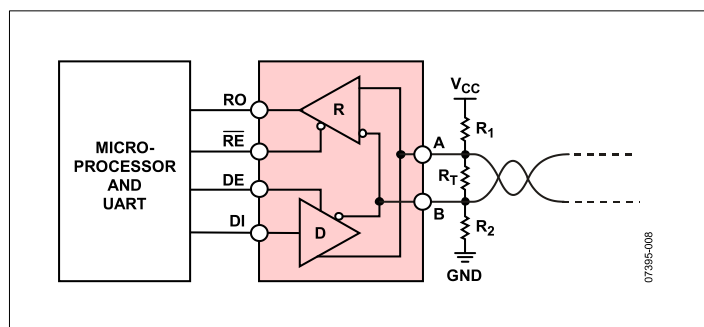 MICRO-
PROCESSOR
AND
UART
RO
RE
DE
DI
R
D
A
B
VCC
R1
RT
R2
GND
07395-008